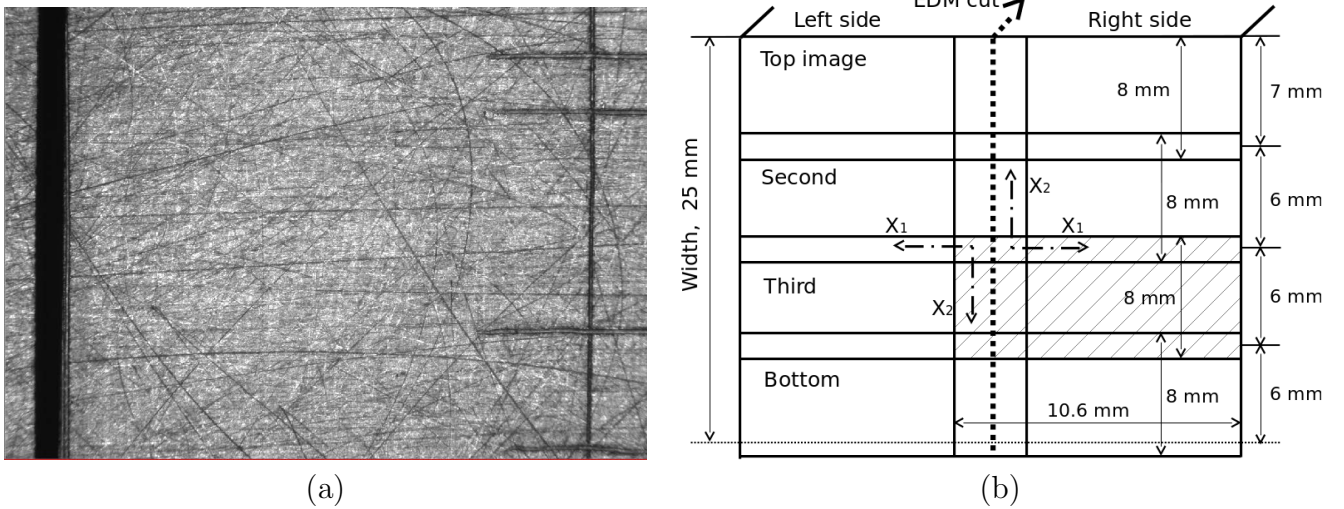 EDM cut
Left side
Right side
Top image
8 mm
7 mm
Width, 25 mm
Second
X2
8 mm
6 mm
X1
X1
Third
X2
8 mm
6 mm
Bottom
10.6 mm
8 mm
6 mm
(a)
(b)